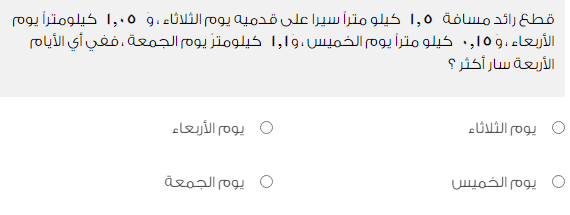 قطع رائد مسافة ١,٥ كيلو متراً سيرا على قدميه يوم الثلاثاء ، وَ ١,٠٥ كيلومتراً يوم
الأربعاء ، وَ ٠,١٥ كيلو متراً يوم الخميس ، وَ ١,١ كيلومترَ يوم الجمعة ، ففي أي الأيام
الأربعة سار أكثر ؟
يوم الثلاثاء
يوم الأربعاء
يوم الخميس
يوم الجمعة